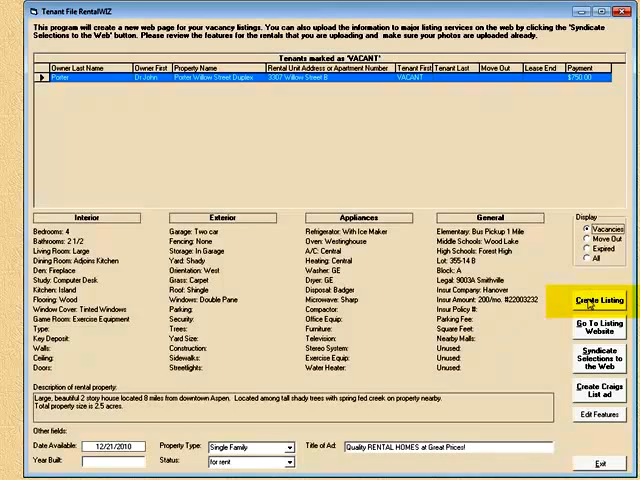 Tenant File RentalWIZ
This program will create a new web page for your vacancy listings. You can also upload the information to major listing services on the web by clicking the 'Syndicate
Selections to the Web' button. Please review the features for the rentals that you are uploading and make sure your photos are uploaded already.
Tenants marked as 'VACANT'
Owner Last Name Owner First Property Name Rental Unit Address or Apartment Number Tenant First Tenant Last Move Out Lease End Payment
Porter Dr John Porter Willow Street Duplex 3307 Willow Street B VACANT $750.00
Interior Exterior Appliances General
Display
Vacancies
Move Out
Expired
All
Bedrooms: 4 Garage: Two car Refrigerator: With Ice Maker Elementary: Bus Pickup 1 Mile
Bathrooms: 2 1/2 Fencing: None Oven: Westinghouse Middle Schools: Wood Lake
Living Room: Large Storage: In Garage A/C: Central High Schools: Forest High
Dining Room: Adjoins Kitchen Yard: Shady Heating: Central Lot: 355-14 B
Den: Fireplace Orientation: West Washer: GE Block: A
Study: Computer Desk Carpet: Grass Dryer: GE Legal: 9003A Smithville
Kitchen: Island Roof: Shingle Disposal: Badger Insur Company: Hanover
Flooring: Wood Windows: Double Pane Microwave: Sharp Insur Amount: 200/mo. #22003232
Window Cover: Tinted Windows Parking: Compactor: Insur Policy #:
Game Room: Exercise Equipment Security: Office Equip: Parking Fee:
Type: Pool: Furniture: Square Feet:
Key Deposit: Rail: Television: Nearby Malls:
Walls: Construction: Stereo System: Unused:
Ceiling: Sidewalks: Exercise Equip: Unused:
Doors: Streetlights: Water Heater: Unused:
Create Listing
Go To Listing
Website
Syndicate
Selections to
the Web
Create Craigs
List ad
Edit Features
Exit
Description of rental property:
Large, beautiful 2 story house located 8 miles from downtown Aspen. Located among tall shady trees with spring fed creek on property nearby.
Total property size is 2.5 acres.
Other fields:
Date Available: 12/21/2010 Property Type: Single Family Title of Ad: Quality RENTAL HOMES at Great Prices!
Year Built: Status: for rent